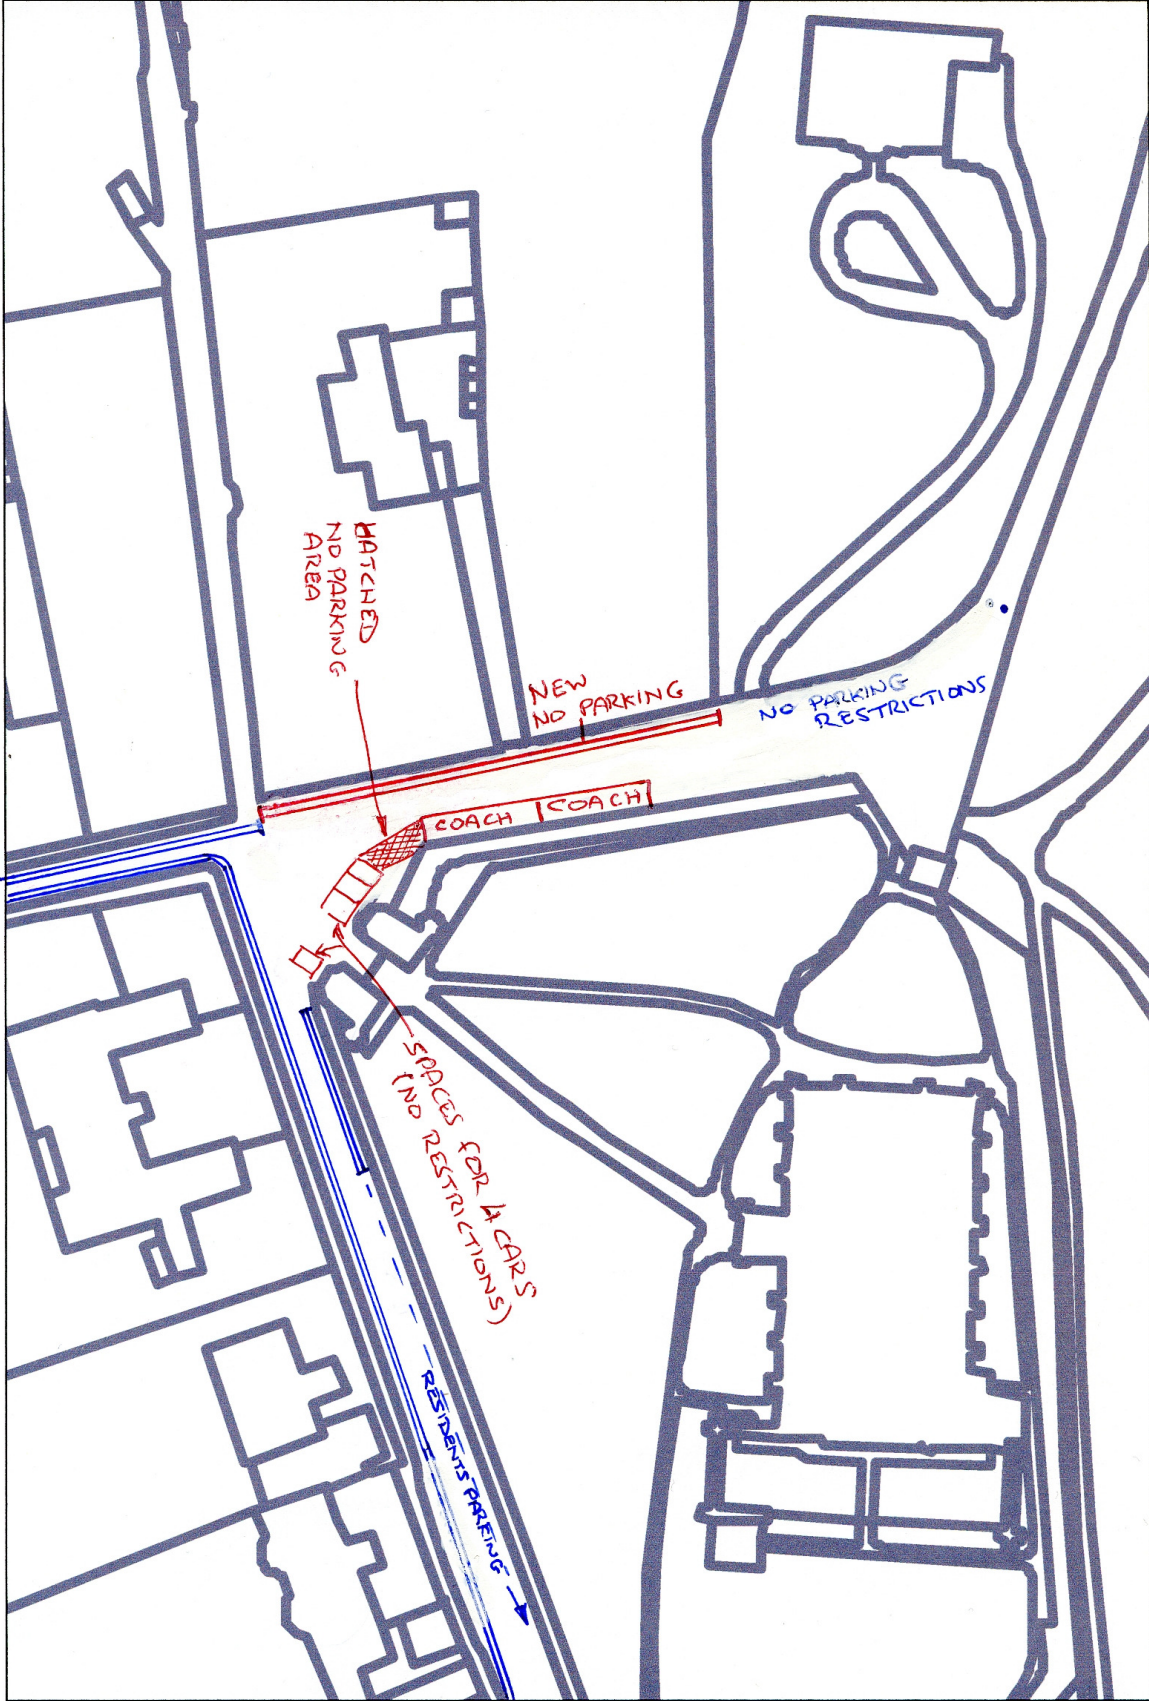 HATCHED
NO PARKING
AREA
NEW
NO PARKING
NO PARKING
RESTRICTIONS
COACH
COACH
SPACES FOR 4 CARS
(NO RESTRICTIONS)
RESIDENTS PARKING